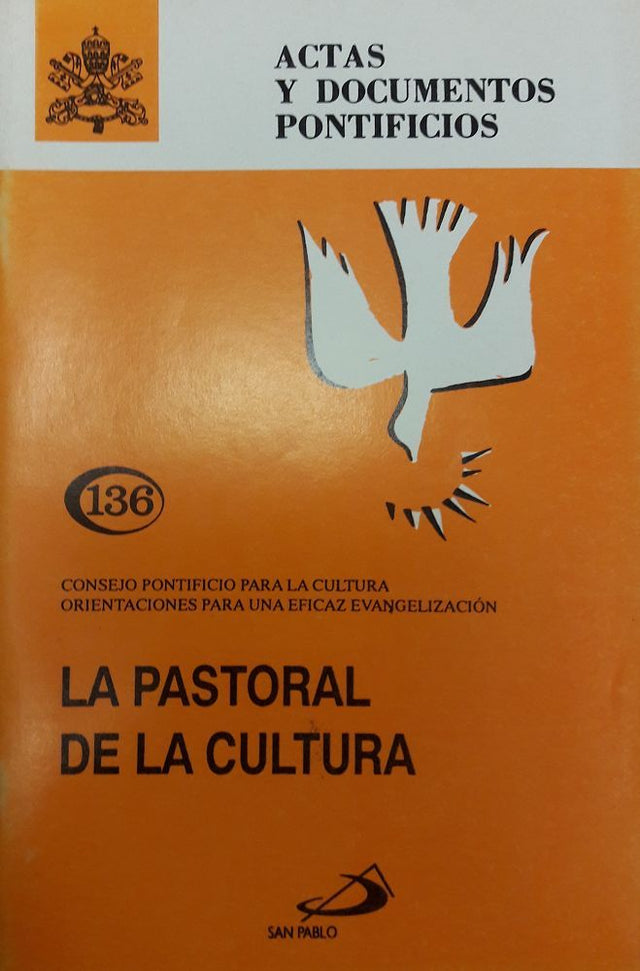 ACTAS
Y DOCUMENTOS
PONTIFICIOS
136
CONSEJO PONTIFICIO PARA LA CULTURA
ORIENTACIONES PARA UNA EFICAZ EVANGELIZACIÓN
LA PASTORAL
DE LA CULTURA
SAN PABLO